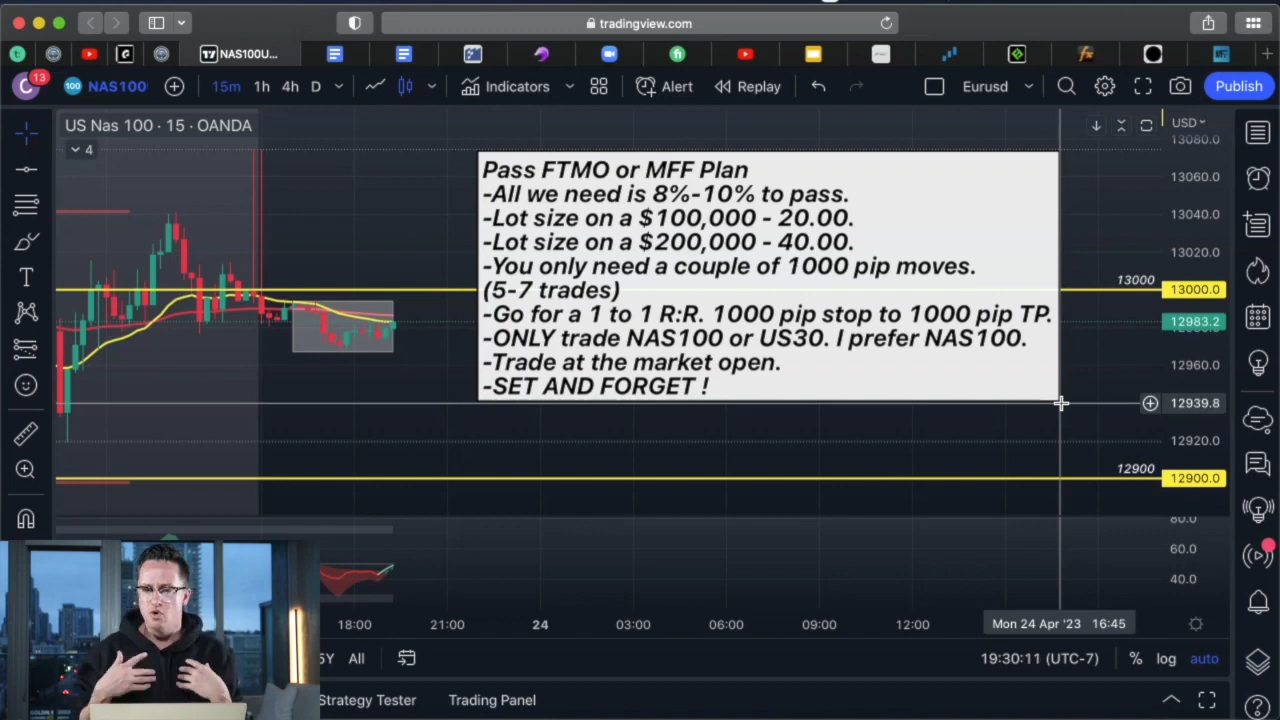 tradingview.com
NAS100U...
C 13 100 NAS100 15m 1h 4h D Indicators Alert Replay Eurusd Publish
US Nas 100 · 15 · OANDA
4
USD
13080.0
13060.0
13040.0
13020.0
13000 13000.0
12983.2
12960.0
12939.8
12920.0
12900 12900.0
80.0
60.0
40.0
Pass FTMO or MFF Plan
-All we need is 8%-10% to pass.
-Lot size on a $100,000 - 20.00.
-Lot size on a $200,000 - 40.00.
-You only need a couple of 1000 pip moves.
(5-7 trades)
-Go for a 1 to 1 R:R. 1000 pip stop to 1000 pip TP.
-ONLY trade NAS100 or US30. I prefer NAS100.
-Trade at the market open.
-SET AND FORGET !
18:00 21:00 24 03:00 06:00 09:00 12:00 Mon 24 Apr '23 16:45
5Y All 19:30:11 (UTC-7) % log auto
Strategy Tester Trading Panel